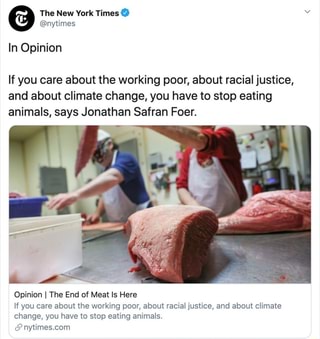 The New York Times
@nytimes
In Opinion
If you care about the working poor, about racial justice,
and about climate change, you have to stop eating
animals, says Jonathan Safran Foer.
Opinion | The End of Meat Is Here
If you care about the working poor, about racial justice, and about climate
change, you have to stop eating animals.
nytimes.com